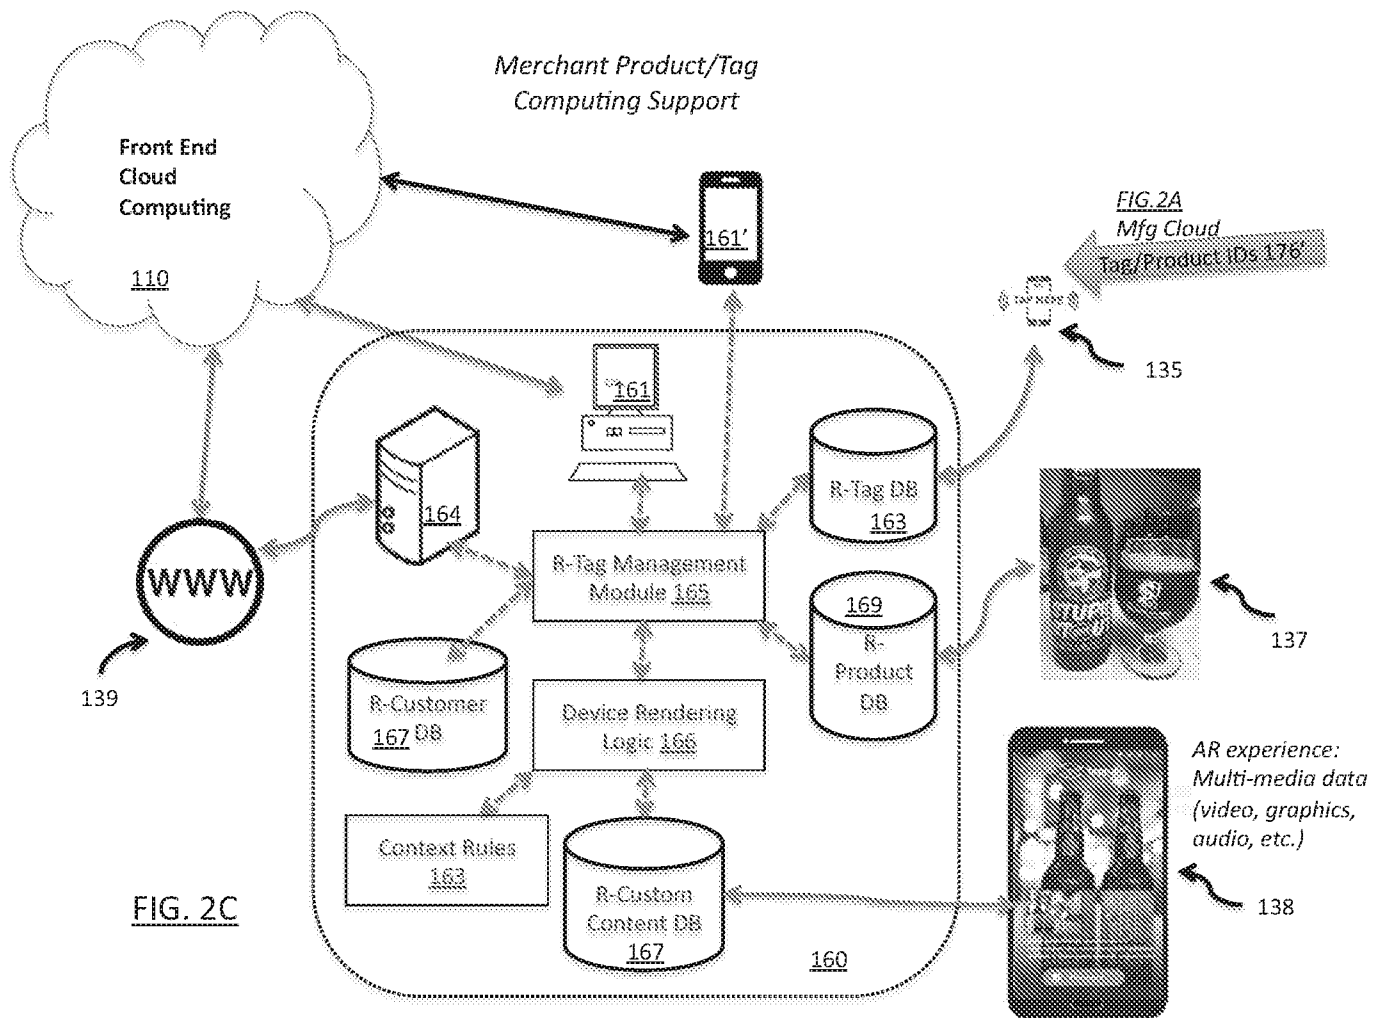 Merchant Product/Tag
Computing Support
Front End
Cloud
Computing
110
161'
FIG.2A
Mfg Cloud
Tag/Product IDs 176'
135
161
164
R-Tag DB
163
WWW
139
R-Tag Management
Module 165
169
R-
Product
DB
137
R-Customer
167 DB
Device Rendering
Logic 166
AR experience:
Multi-media data
(video, graphics,
audio, etc.)
138
Context Rules
163
R-Custom
Content DB
167
160
FIG. 2C